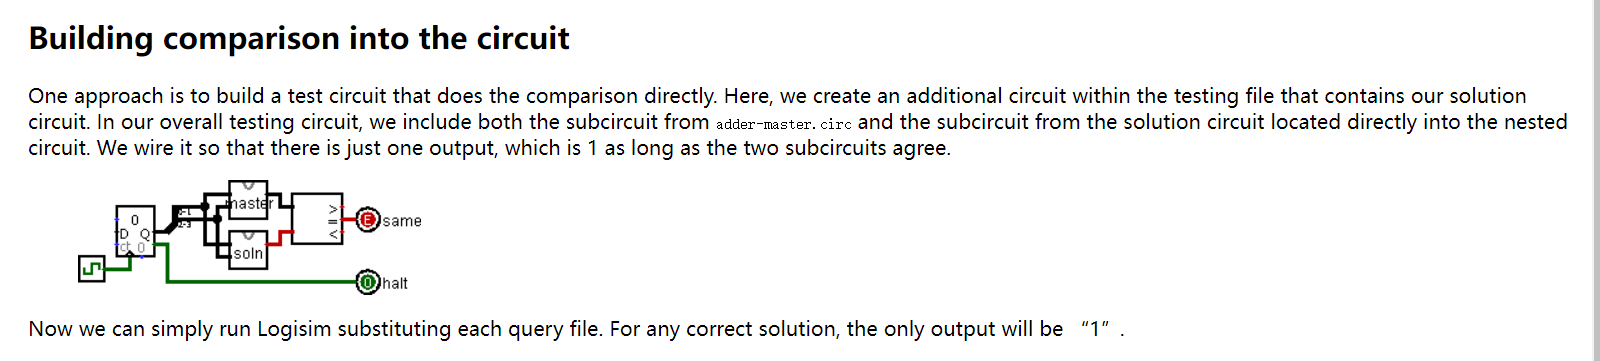 Building comparison into the circuit
One approach is to build a test circuit that does the comparison directly. Here, we create an additional circuit within the testing file that contains our solution
circuit. In our overall testing circuit, we include both the subcircuit from adder-master.circ and the subcircuit from the solution circuit located directly into the nested
circuit. We wire it so that there is just one output, which is 1 as long as the two subcircuits agree.
master
0
D Q
ct 0
2-3
soln
>
=
<
E same
0 halt
Now we can simply run Logisim substituting each query file. For any correct solution, the only output will be “1”.